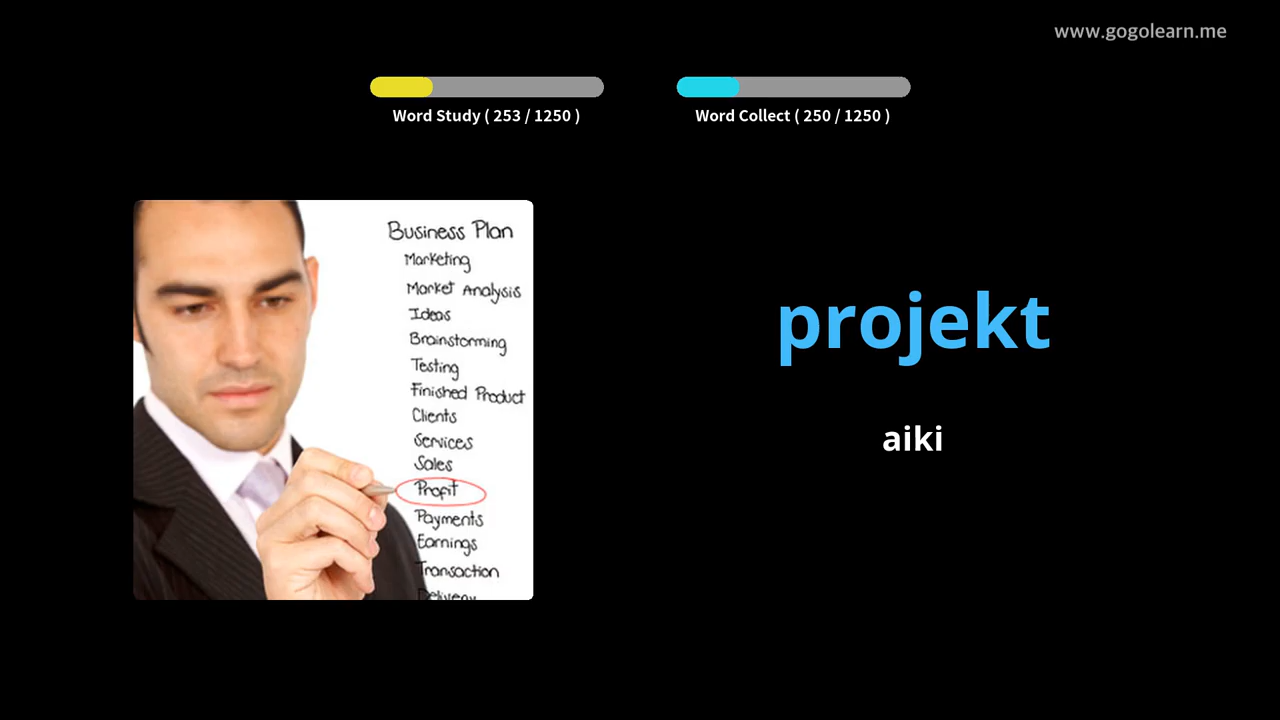 www.gogolearn.me
Word Study ( 253 / 1250 )
Word Collect ( 250 / 1250 )
Business Plan
Marketing
Market Analysis
Ideas
Brainstorming
Testing
Finished Product
Clients
Services
Sales
Profit
Payments
Earnings
Transaction
Delivery
projekt
aiki